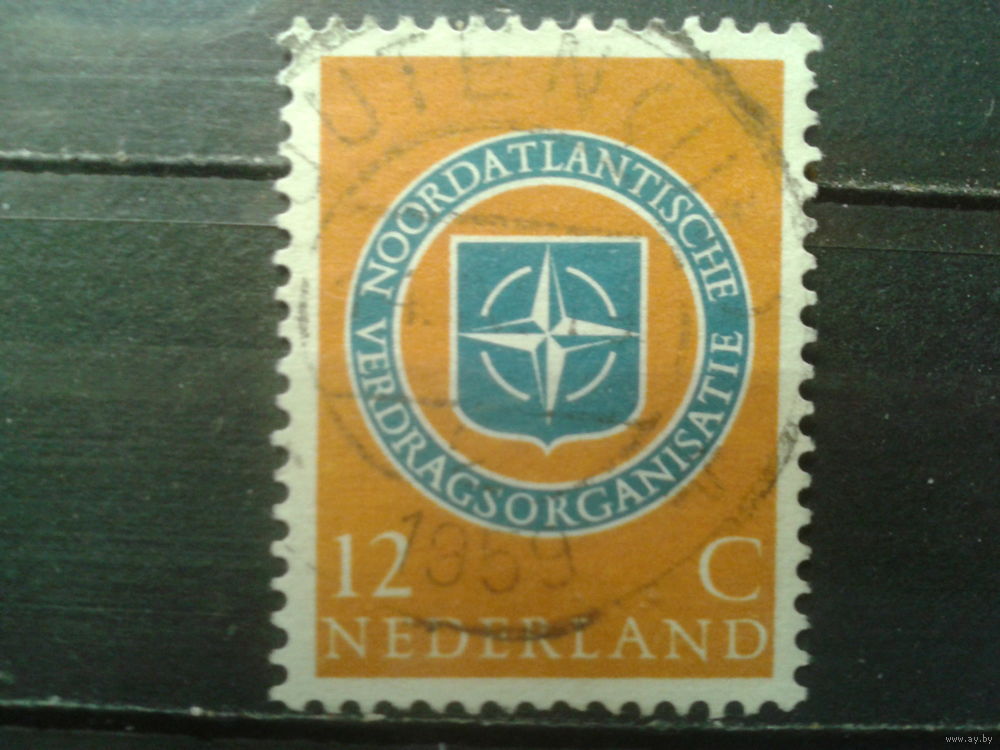 NOORDATLANTISCHE
VERDRAGSORGANISATIE
1959
12 C
NEDERLAND
www.ay.by